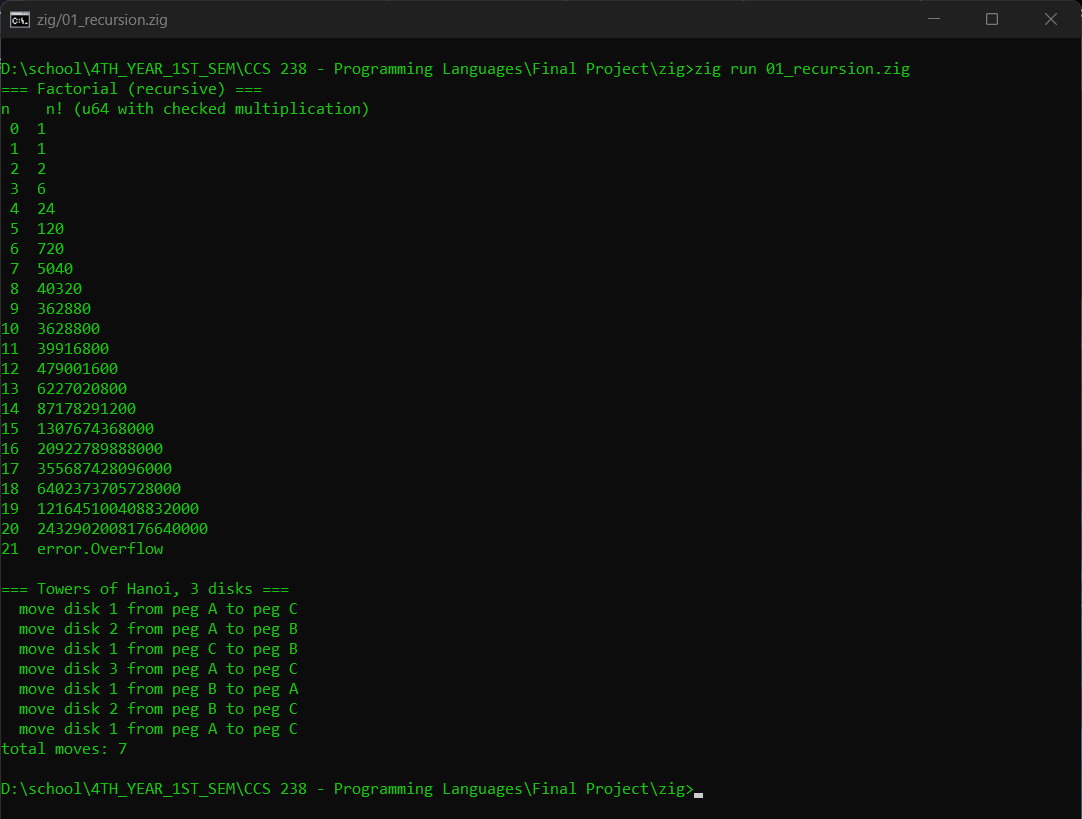 zig/01_recursion.zig
D:\school\4TH_YEAR_1ST_SEM\CCS 238 - Programming Languages\Final Project\zig>zig run 01_recursion.zig
=== Factorial (recursive) ===
n    n! (u64 with checked multiplication)
 0  1
 1  1
 2  2
 3  6
 4  24
 5  120
 6  720
 7  5040
 8  40320
 9  362880
10  3628800
11  39916800
12  479001600
13  6227020800
14  87178291200
15  1307674368000
16  20922789888000
17  355687428096000
18  6402373705728000
19  121645100408832000
20  2432902008176640000
21  error.Overflow
=== Towers of Hanoi, 3 disks ===
  move disk 1 from peg A to peg C
  move disk 2 from peg A to peg B
  move disk 1 from peg C to peg B
  move disk 3 from peg A to peg C
  move disk 1 from peg B to peg A
  move disk 2 from peg B to peg C
  move disk 1 from peg A to peg C
total moves: 7
D:\school\4TH_YEAR_1ST_SEM\CCS 238 - Programming Languages\Final Project\zig>